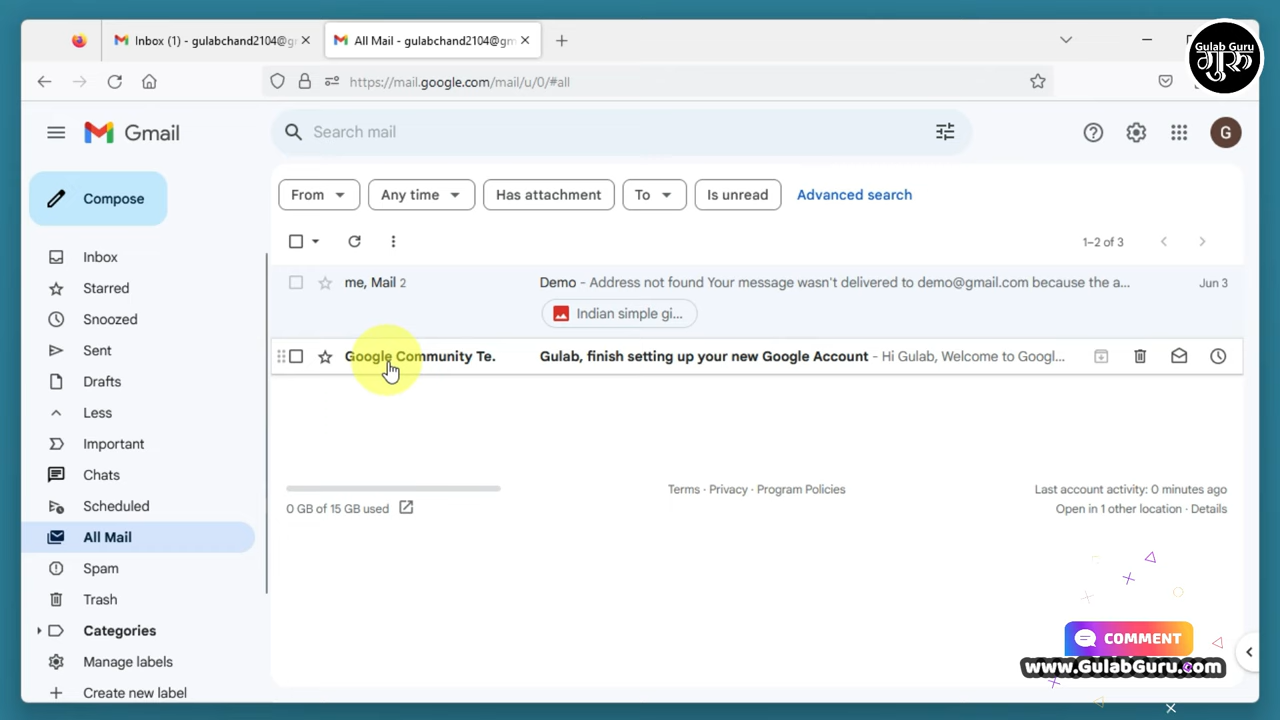 Inbox (1) - gulabchand2104@gr
All Mail - gulabchand2104@gm
Gulab Guru
गुरु
https://mail.google.com/mail/u/0/#all
Gmail
Search mail
G
Compose
From
Any time
Has attachment
To
Is unread
Advanced search
1–2 of 3
Inbox
Starred
Snoozed
Sent
Drafts
Less
Important
Chats
Scheduled
All Mail
Spam
Trash
Categories
Manage labels
Create new label
me, Mail 2
Demo - Address not found Your message wasn't delivered to demo@gmail.com because the a...
Jun 3
Indian simple gi...
Google Community Te.
Gulab, finish setting up your new Google Account - Hi Gulab, Welcome to Googl...
0 GB of 15 GB used
Terms · Privacy · Program Policies
Last account activity: 0 minutes ago
Open in 1 other location · Details
COMMENT
www.GulabGuru.com